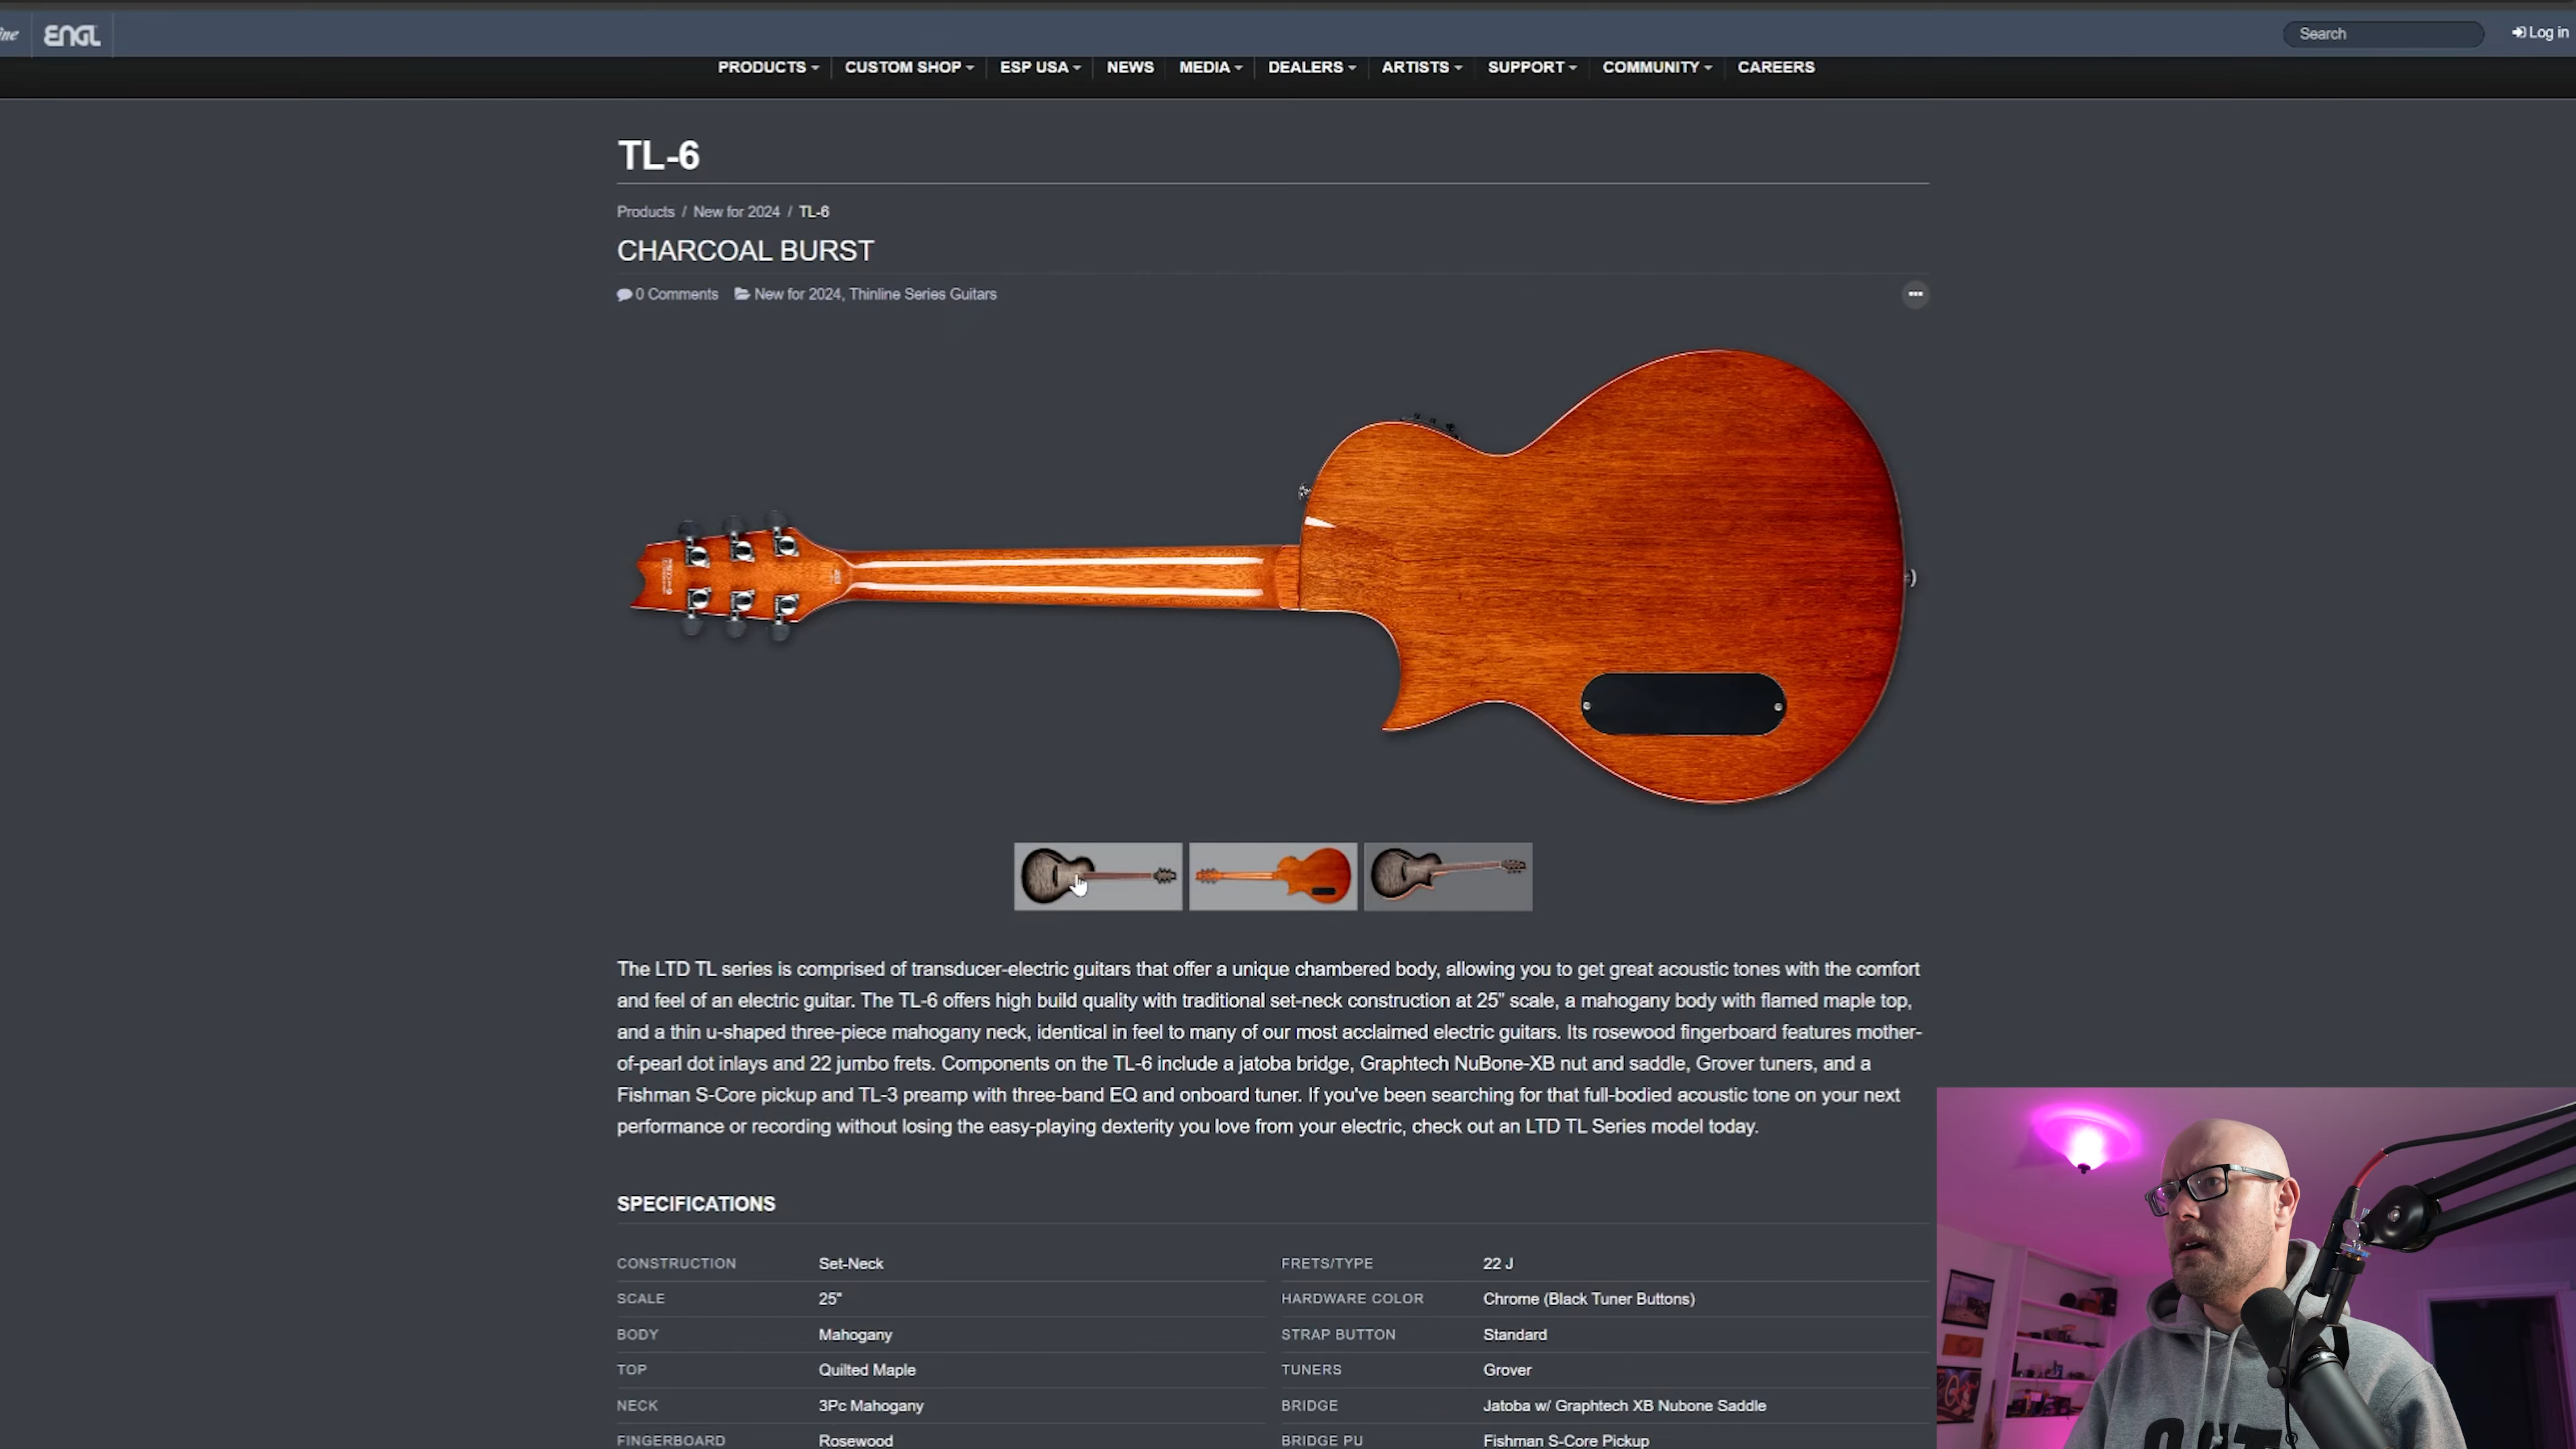 ENGL
Search
Log in
PRODUCTS
CUSTOM SHOP
ESP USA
NEWS
MEDIA
DEALERS
ARTISTS
SUPPORT
COMMUNITY
CAREERS
TL-6
Products / New for 2024 / TL-6
CHARCOAL BURST
0 Comments New for 2024, Thinline Series Guitars
The LTD TL series is comprised of transducer-electric guitars that offer a unique chambered body, allowing you to get great acoustic tones with the comfort
and feel of an electric guitar. The TL-6 offers high build quality with traditional set-neck construction at 25” scale, a mahogany body with flamed maple top,
and a thin u-shaped three-piece mahogany neck, identical in feel to many of our most acclaimed electric guitars. Its rosewood fingerboard features mother-
of-pearl dot inlays and 22 jumbo frets. Components on the TL-6 include a jatoba bridge, Graphtech NuBone-XB nut and saddle, Grover tuners, and a
Fishman S-Core pickup and TL-3 preamp with three-band EQ and onboard tuner. If you've been searching for that full-bodied acoustic tone on your next
performance or recording without losing the easy-playing dexterity you love from your electric, check out an LTD TL Series model today.
SPECIFICATIONS
CONSTRUCTION Set-Neck
SCALE 25"
BODY Mahogany
TOP Quilted Maple
NECK 3Pc Mahogany
FINGERBOARD Rosewood
FRETS/TYPE 22 J
HARDWARE COLOR Chrome (Black Tuner Buttons)
STRAP BUTTON Standard
TUNERS Grover
BRIDGE Jatoba w/ Graphtech XB Nubone Saddle
BRIDGE PU Fishman S-Core Pickup